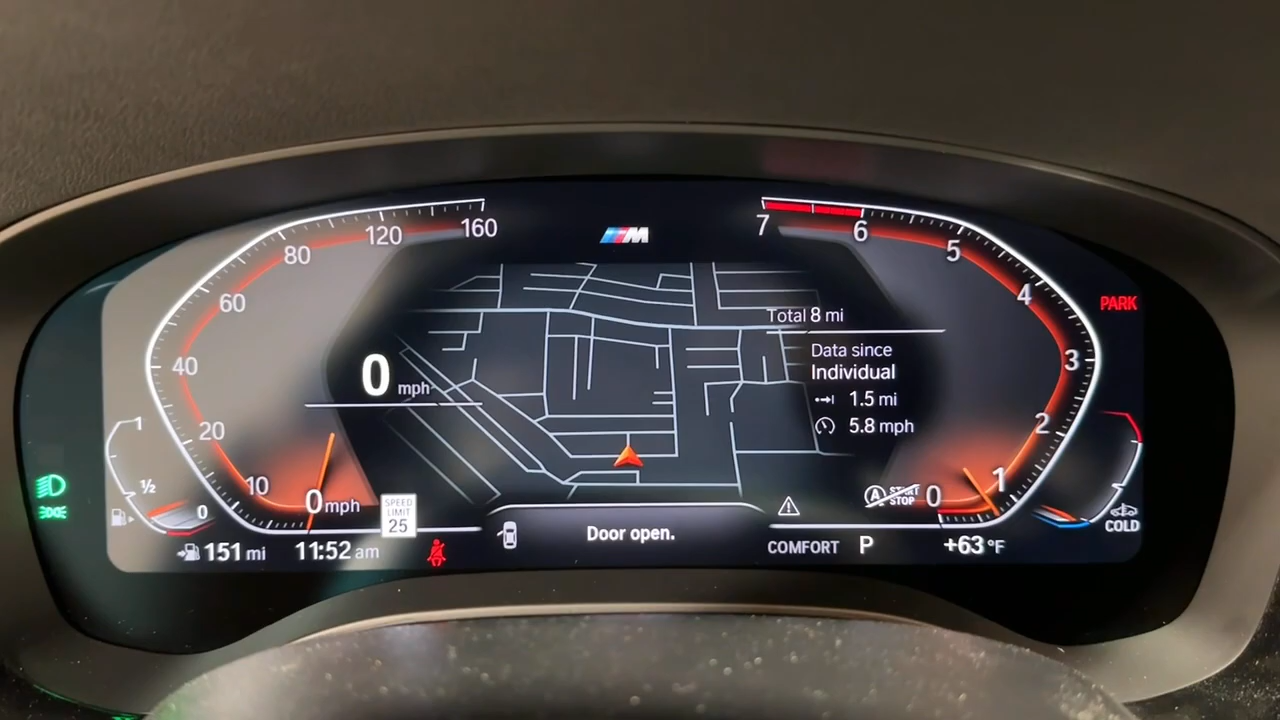 160
120
80
60
40
20
10
0 mph
M
7
6
5
4
3
2
1
0
PARK
Total 8 mi
Data since
Individual
1.5 mi
5.8 mph
0 mph
1
½
0
SPEED
LIMIT
25
A START
STOP
COLD
Door open.
151 mi
11:52 am
COMFORT P
+63 °F